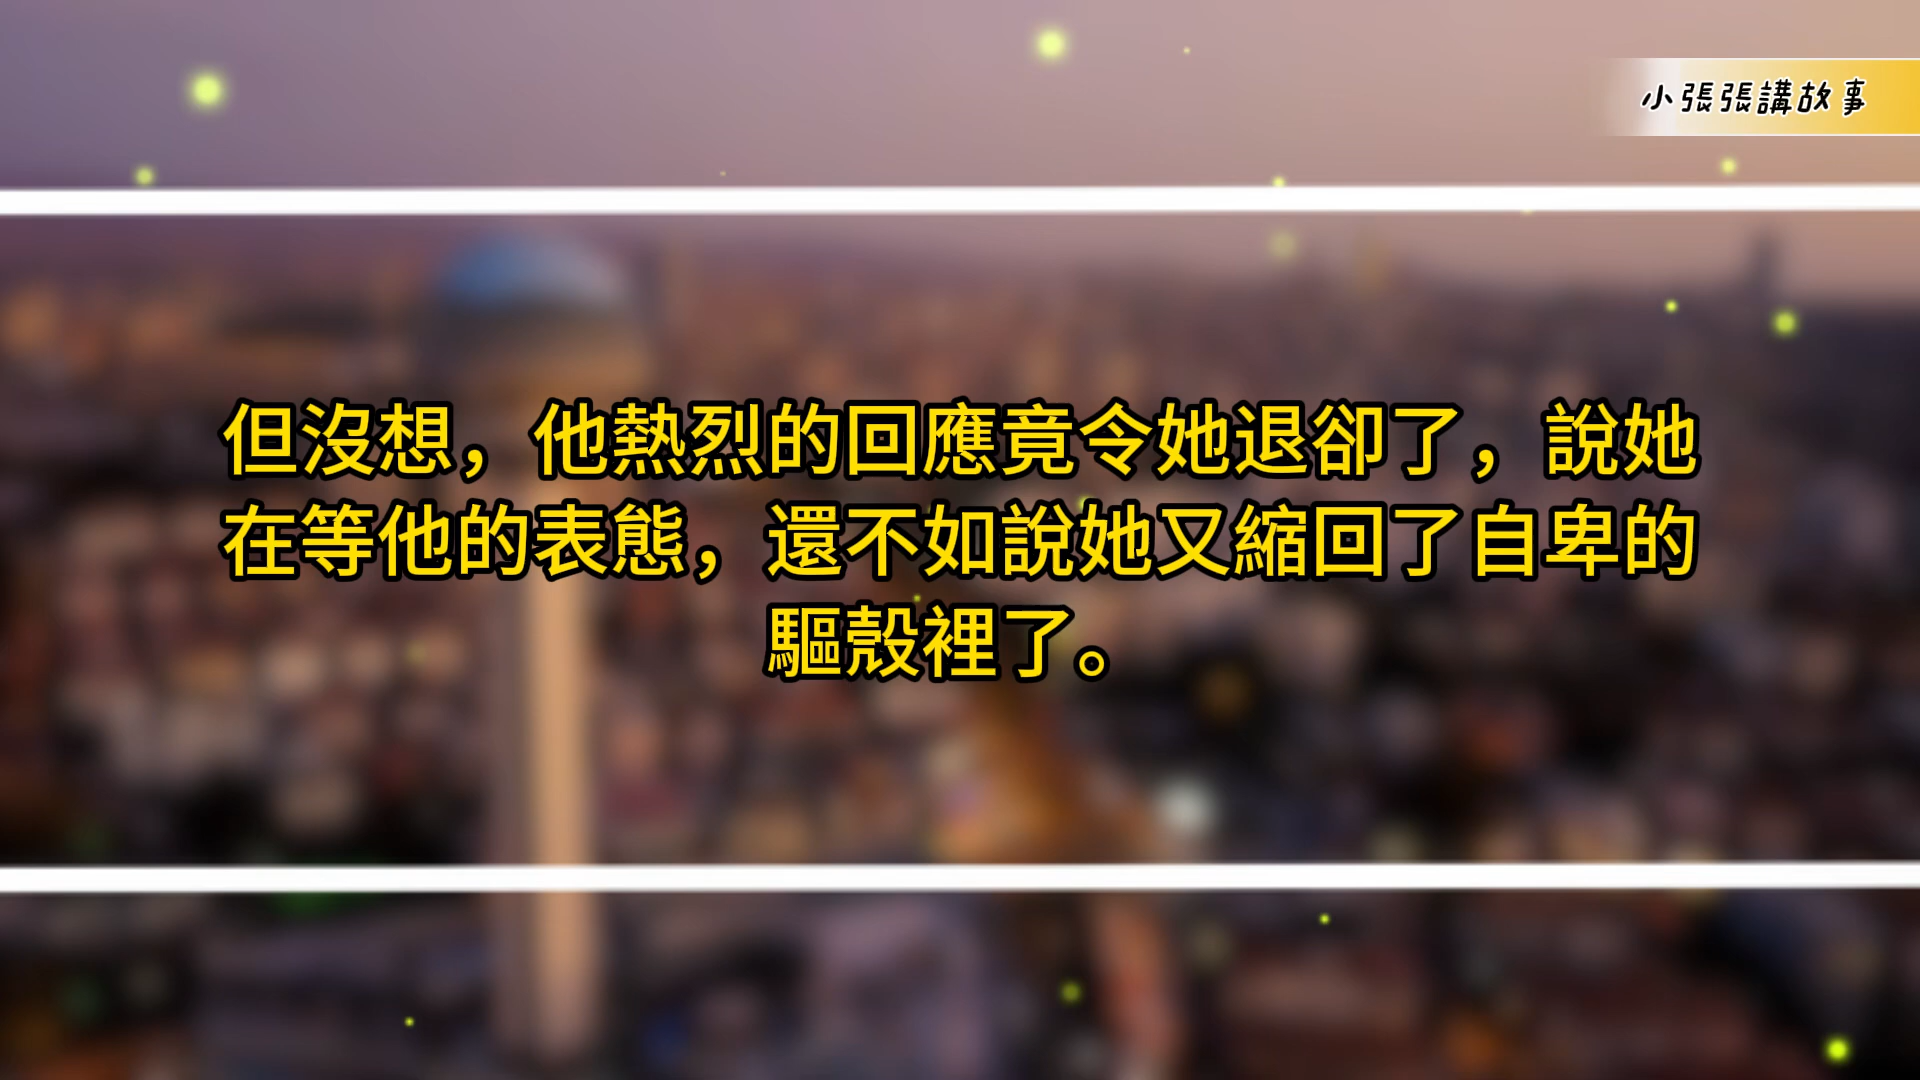 小張張講故事
但沒想，他熱烈的回應竟令她退卻了，說她
在等他的表態，還不如說她又縮回了自卑的
驅殼裡了。